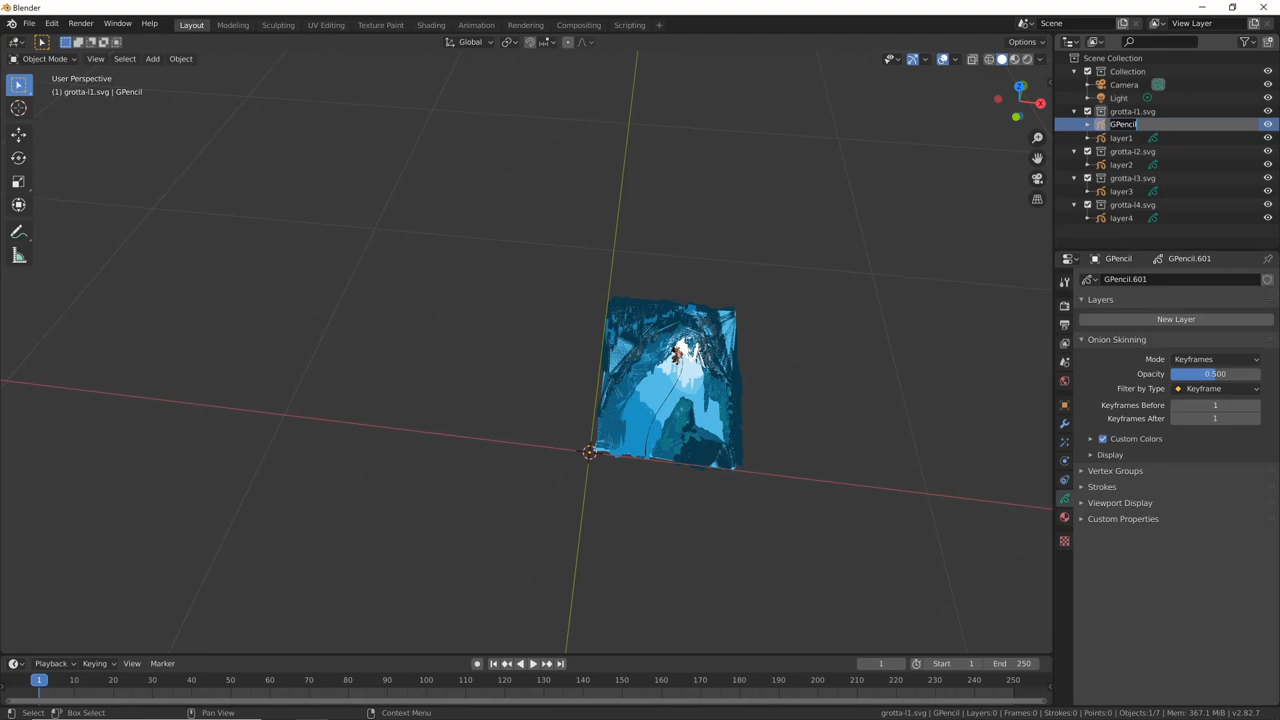 Blender
File Edit Render Window Help Layout Modeling Sculpting UV Editing Texture Paint Shading Animation Rendering Compositing Scripting + Scene View Layer
Global Options
Object Mode View Select Add Object
User Perspective
(1) grotta-l1.svg | GPencil
Z
X
Scene Collection
Collection
Camera
Light
grotta-l1.svg
GPencil
layer1
grotta-l2.svg
layer2
grotta-l3.svg
layer3
grotta-l4.svg
layer4
GPencil GPencil.601
GPencil.601
Layers
New Layer
Onion Skinning
Mode Keyframes
Opacity 0.500
Filter by Type Keyframe
Keyframes Before 1
Keyframes After 1
Custom Colors
Display
Vertex Groups
Strokes
Viewport Display
Custom Properties
Playback Keying View Marker 1 Start 1 End 250
1 10 20 30 40 50 60 70 80 90 100 110 120 130 140 150 160 170 180 190 200 210 220 230 240 250
Select Box Select Pan View Context Menu grotta-l1.svg | GPencil | Layers:0 | Frames:0 | Strokes:0 | Points:0 | Objects:1/7 | Mem: 367.1 MiB | v2.82.7